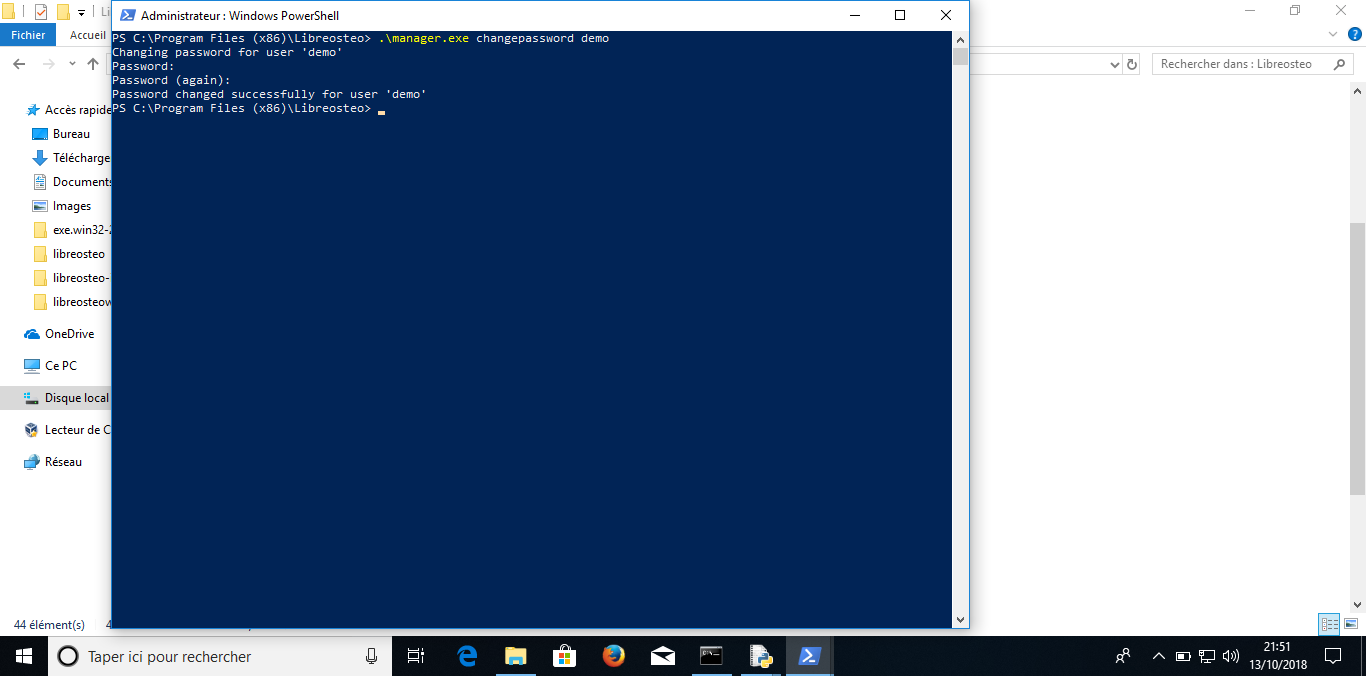 Li
Administrateur : Windows PowerShell
Fichier
Accueil
PS C:\Program Files (x86)\Libreosteo> .\manager.exe changepassword demo
Changing password for user 'demo'
Password:
Password (again):
Password changed successfully for user 'demo'
PS C:\Program Files (x86)\Libreosteo>
Rechercher dans : Libreosteo
Accès rapide
Bureau
Télécharge
Documents
Images
exe.win32-2
libreosteo
libreosteo-
libreosteow
OneDrive
Ce PC
Disque local
Lecteur de C
Réseau
44 élément(s)
Taper ici pour rechercher
21:51
13/10/2018